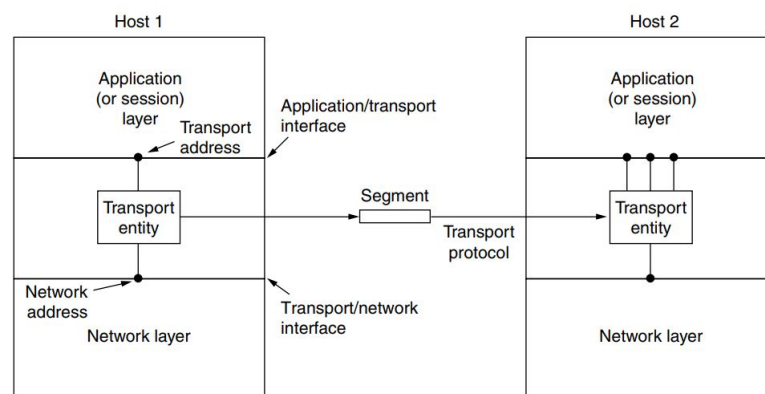 Host 1
Host 2
Application
(or session)
layer
Transport
address
Application/transport
interface
Application
(or session)
layer
Transport
entity
Segment
Transport
protocol
Transport
entity
Network
address
Transport/network
interface
Network layer
Network layer